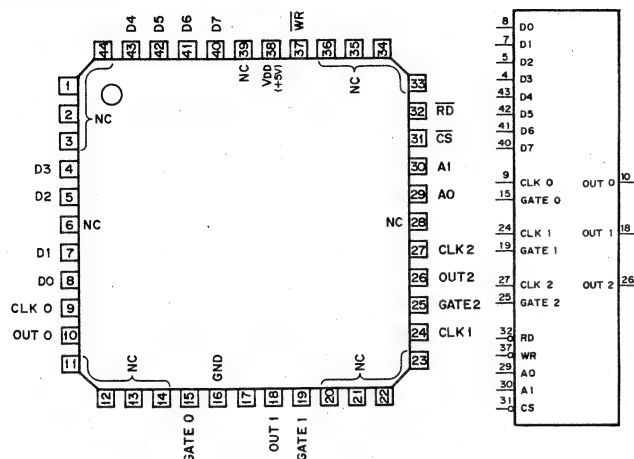 D4 D5 D6 D7 WR
44 43 42 41 40 39 38 37 36 35 34
NC VDD (+5V) NC
1
2
3
NC
D3 4
D2 5
6 NC
D1 7
D0 8
CLK 0 9
OUT 0 10
11
33
32 RD
31 CS
30 A1
29 A0
NC 28
27 CLK2
26 OUT2
25 GATE2
24 CLK1
23
NC GND NC
12 13 14 15 16 17 18 19 20 21 22
GATE 0 OUT 1 GATE 1
8 D0
7 D1
5 D2
4 D3
43 D4
42 D5
41 D6
40 D7
9 CLK 0 OUT 0 10
15 GATE 0
24 CLK 1 OUT 1 18
19 GATE 1
27 CLK 2 OUT 2 26
25 GATE 2
32 RD
37 WR
29 A0
30 A1
31 CS